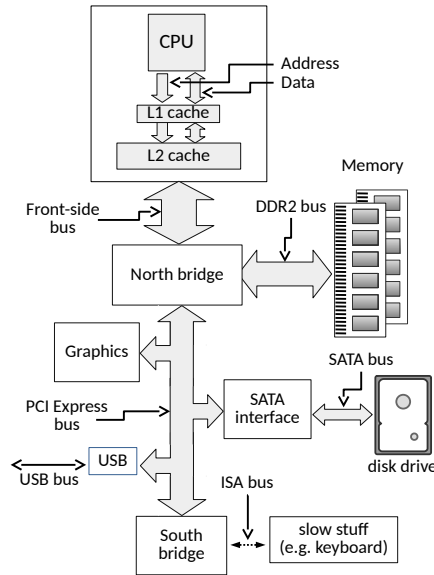 CPU
Address
Data
L1 cache
L2 cache
Memory
Front-side
bus
DDR2 bus
North bridge
Graphics
SATA bus
PCI Express
bus
SATA
interface
disk drive
USB
USB bus
ISA bus
South
bridge
slow stuff
(e.g. keyboard)